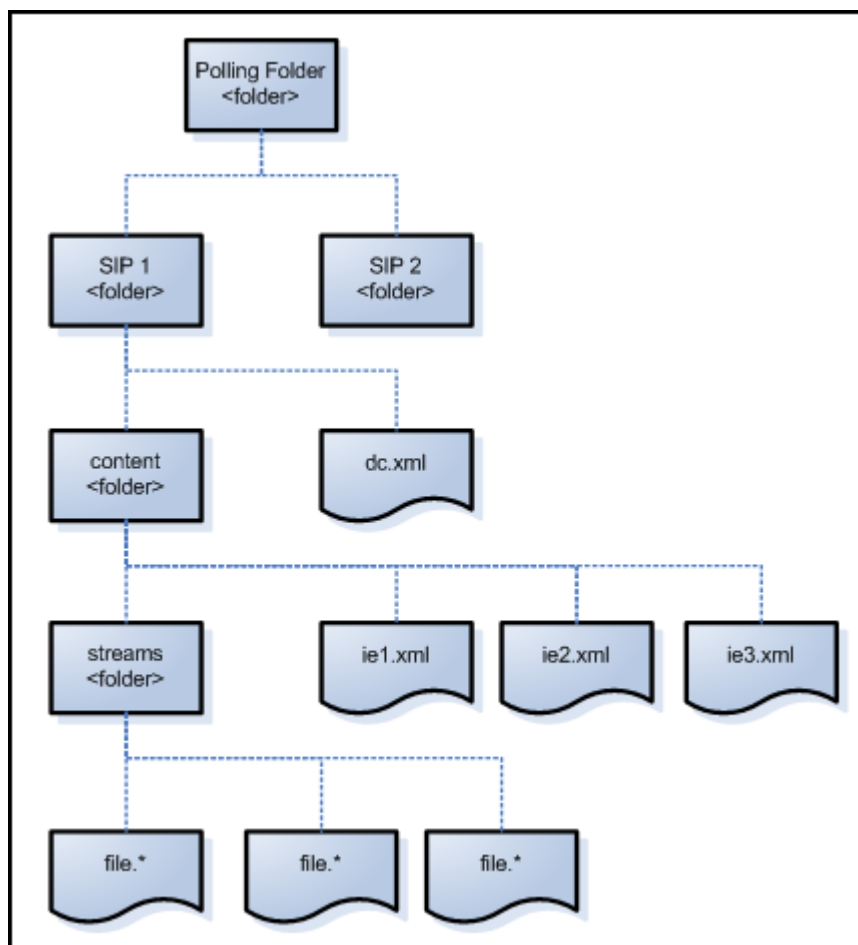 Polling Folder
<folder>
SIP 1
<folder>
SIP 2
<folder>
content
<folder>
dc.xml
streams
<folder>
ie1.xml
ie2.xml
ie3.xml
file.*
file.*
file.*